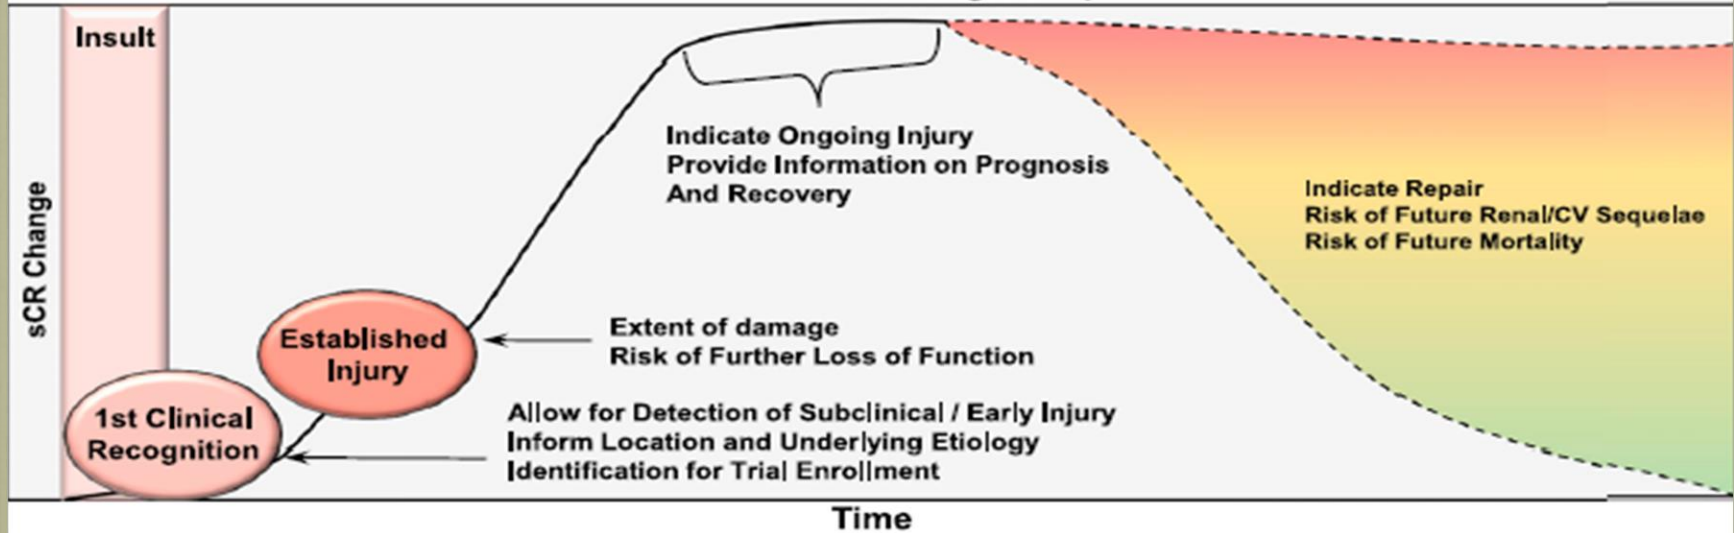 Insult
sCR Change
Indicate Ongoing Injury
Provide Information on Prognosis
And Recovery
Indicate Repair
Risk of Future Renal/CV Sequelae
Risk of Future Mortality
Established
Injury
Extent of damage
Risk of Further Loss of Function
1st Clinical
Recognition
Allow for Detection of Subclinical / Early Injury
Inform Location and Underlying Etiology
Identification for Trial Enrollment
Time